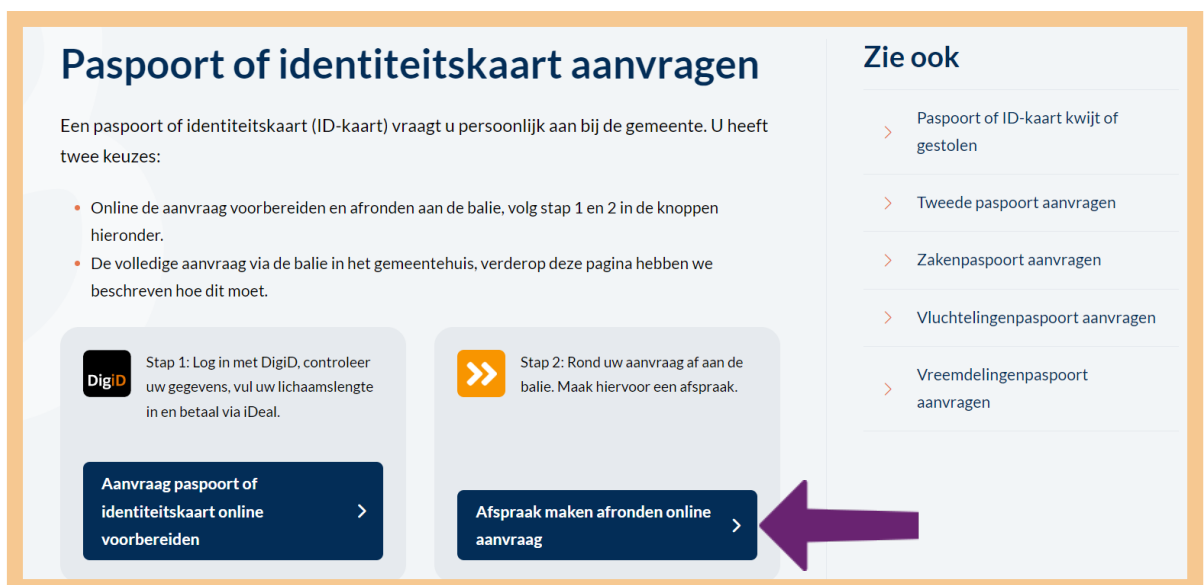 Paspoort of identiteitskaart aanvragen
Een paspoort of identiteitskaart (ID-kaart) vraagt u persoonlijk aan bij de gemeente. U heeft
twee keuzes:
• Online de aanvraag voorbereiden en afronden aan de balie, volg stap 1 en 2 in de knoppen
hieronder.
• De volledige aanvraag via de balie in het gemeentehuis, verderop deze pagina hebben we
beschreven hoe dit moet.
DigiD
Stap 1: Log in met DigiD, controleer
uw gegevens, vul uw lichaamslengte
in en betaal via iDeal.
Aanvraag paspoort of
identiteitskaart online
voorbereiden
Stap 2: Rond uw aanvraag af aan de
balie. Maak hiervoor een afspraak.
Afspraak maken afronden online
aanvraag
Zie ook
Paspoort of ID-kaart kwijt of
gestolen
Tweede paspoort aanvragen
Zakenpaspoort aanvragen
Vluchtelingenpaspoort aanvragen
Vreemdelingenpaspoort
aanvragen